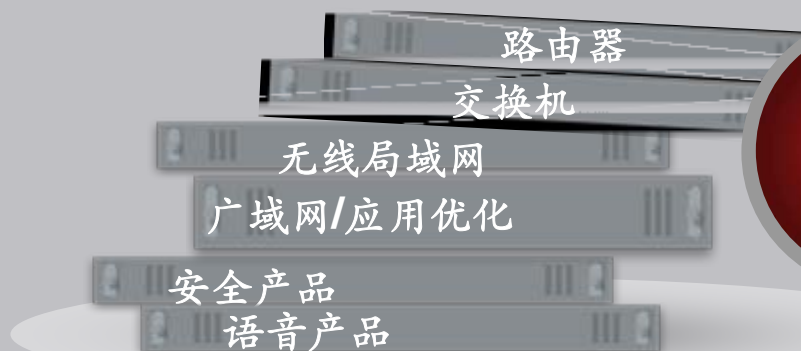 路由器
交换机
无线局域网
广域网/应用优化
安全产品
语音产品